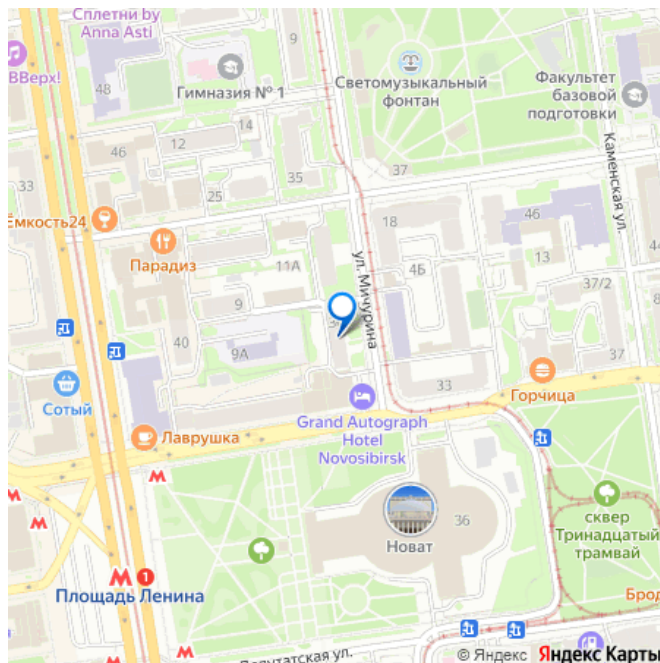 Сплетни by
Anna Asti
ВВерх!
9
48
Гимназия № 1
Светомузыкальный
фонтан
Факультет
базовой
подготовки
14
12
46
33
35
37
25
Каменская ул.
Ёмкость24
18
46
Парадиз
11А
ул. Мичурина
4Б
13
37/2
9
40
9А
37
Сотый
33
Горчица
Grand Autograph
Hotel
Novosibirsk
Лаврушка
36
Новат
сквер
Тринадцатый
трамвай
1
Площадь Ленина
Брод
Депутатская ул.
© Яндекс Яндекс Карты